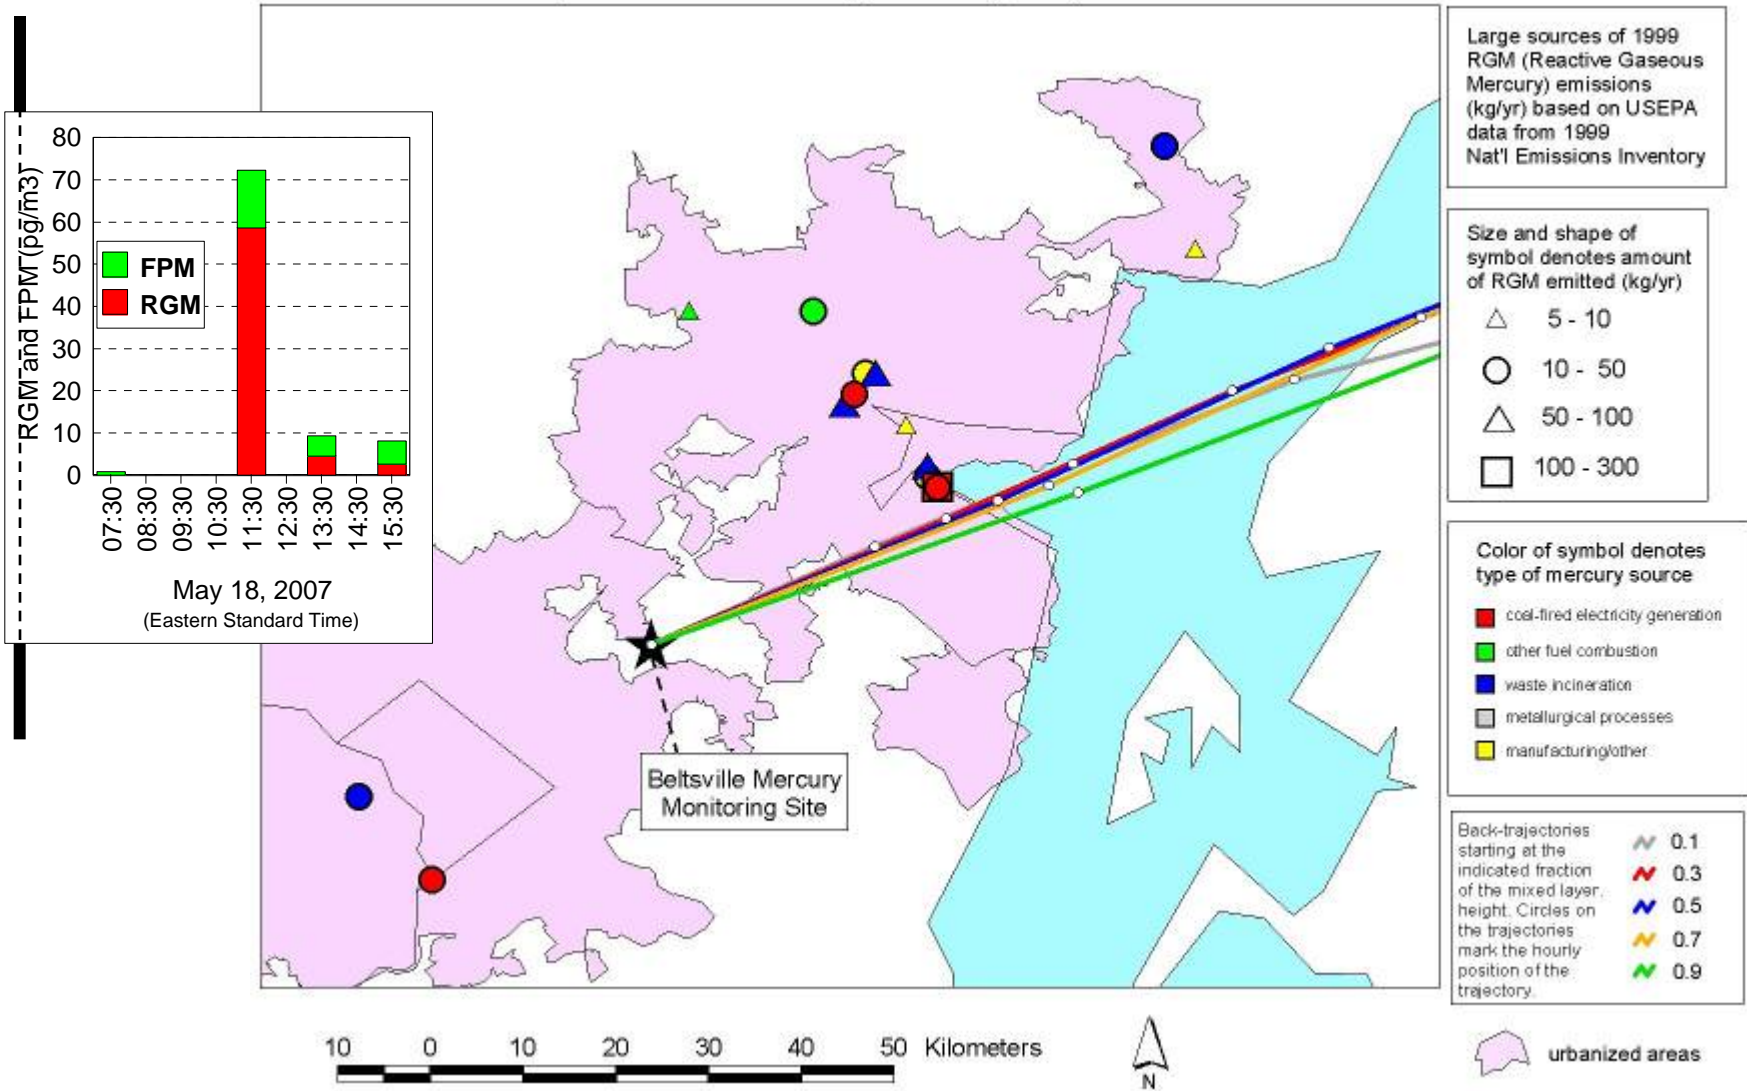 RGM and FPM (pg/m3)
80
70
60
50
40
30
20
10
0
FPM
RGM
07:30
08:30
09:30
10:30
11:30
12:30
13:30
14:30
15:30
May 18, 2007
(Eastern Standard Time)
Beltsville Mercury
Monitoring Site
Large sources of 1999
RGM (Reactive Gaseous
Mercury) emissions
(kg/yr) based on USEPA
data from 1999
Nat'l Emissions Inventory
Size and shape of
symbol denotes amount
of RGM emitted (kg/yr)
5 - 10
10 - 50
50 - 100
100 - 300
Color of symbol denotes
type of mercury source
coal-fired electricity generation
other fuel combustion
waste incineration
metallurgical processes
manufacturing/other
Back-trajectories
starting at the
indicated fraction
of the mixed layer.
height. Circles on
the trajectories
mark the hourly
position of the
trajectory.
0.1
0.3
0.5
0.7
0.9
urbanized areas
10 0 10 20 30 40 50 Kilometers
N